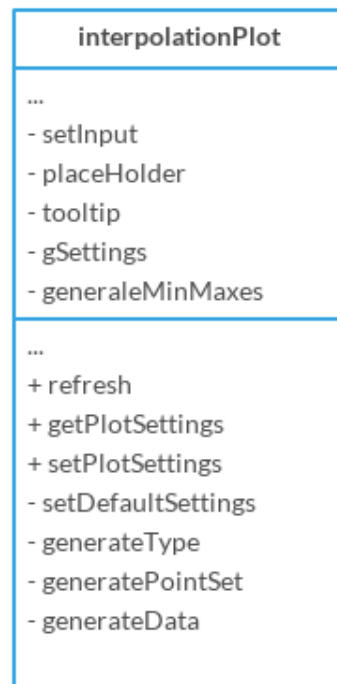 interpolationPlot
...
- setInput
- placeHolder
- tooltip
- gSettings
- generaleMinMaxes
...
+ refresh
+ getPlotSettings
+ setPlotSettings
- setDefaultSettings
- generateType
- generatePointSet
- generateData